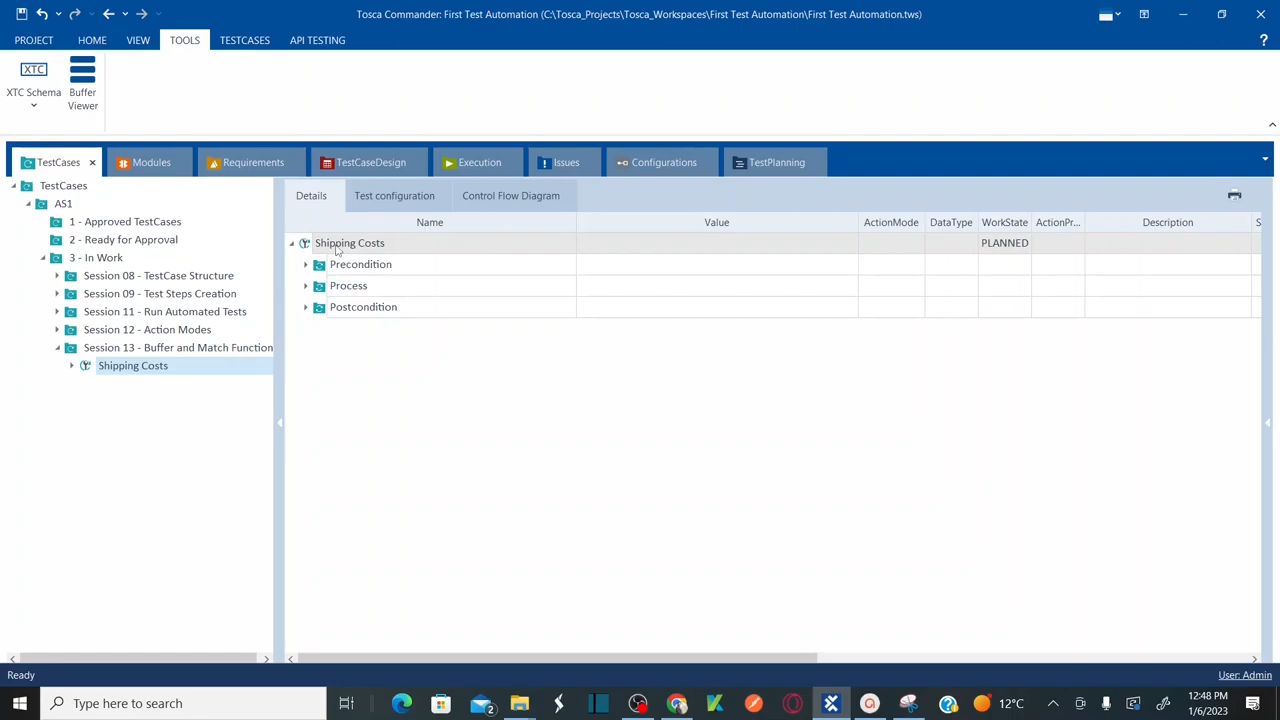 Tosca Commander: First Test Automation (C:\Tosca_Projects\Tosca_Workspaces\First Test Automation\First Test Automation.tws)
PROJECT HOME VIEW TOOLS TESTCASES API TESTING ?
XTC
XTC Schema Buffer Viewer
TestCases Modules Requirements TestCaseDesign Execution Issues Configurations TestPlanning
TestCases
AS1
1 - Approved TestCases
2 - Ready for Approval
3 - In Work
Session 08 - TestCase Structure
Session 09 - Test Steps Creation
Session 11 - Run Automated Tests
Session 12 - Action Modes
Session 13 - Buffer and Match Function
Shipping Costs
Details Test configuration Control Flow Diagram
Name Value ActionMode DataType WorkState ActionPr... Description S
Shipping Costs PLANNED
Precondition
Process
Postcondition
Ready User: Admin
Type here to search
2
12°C
12:48 PM
1/6/2023